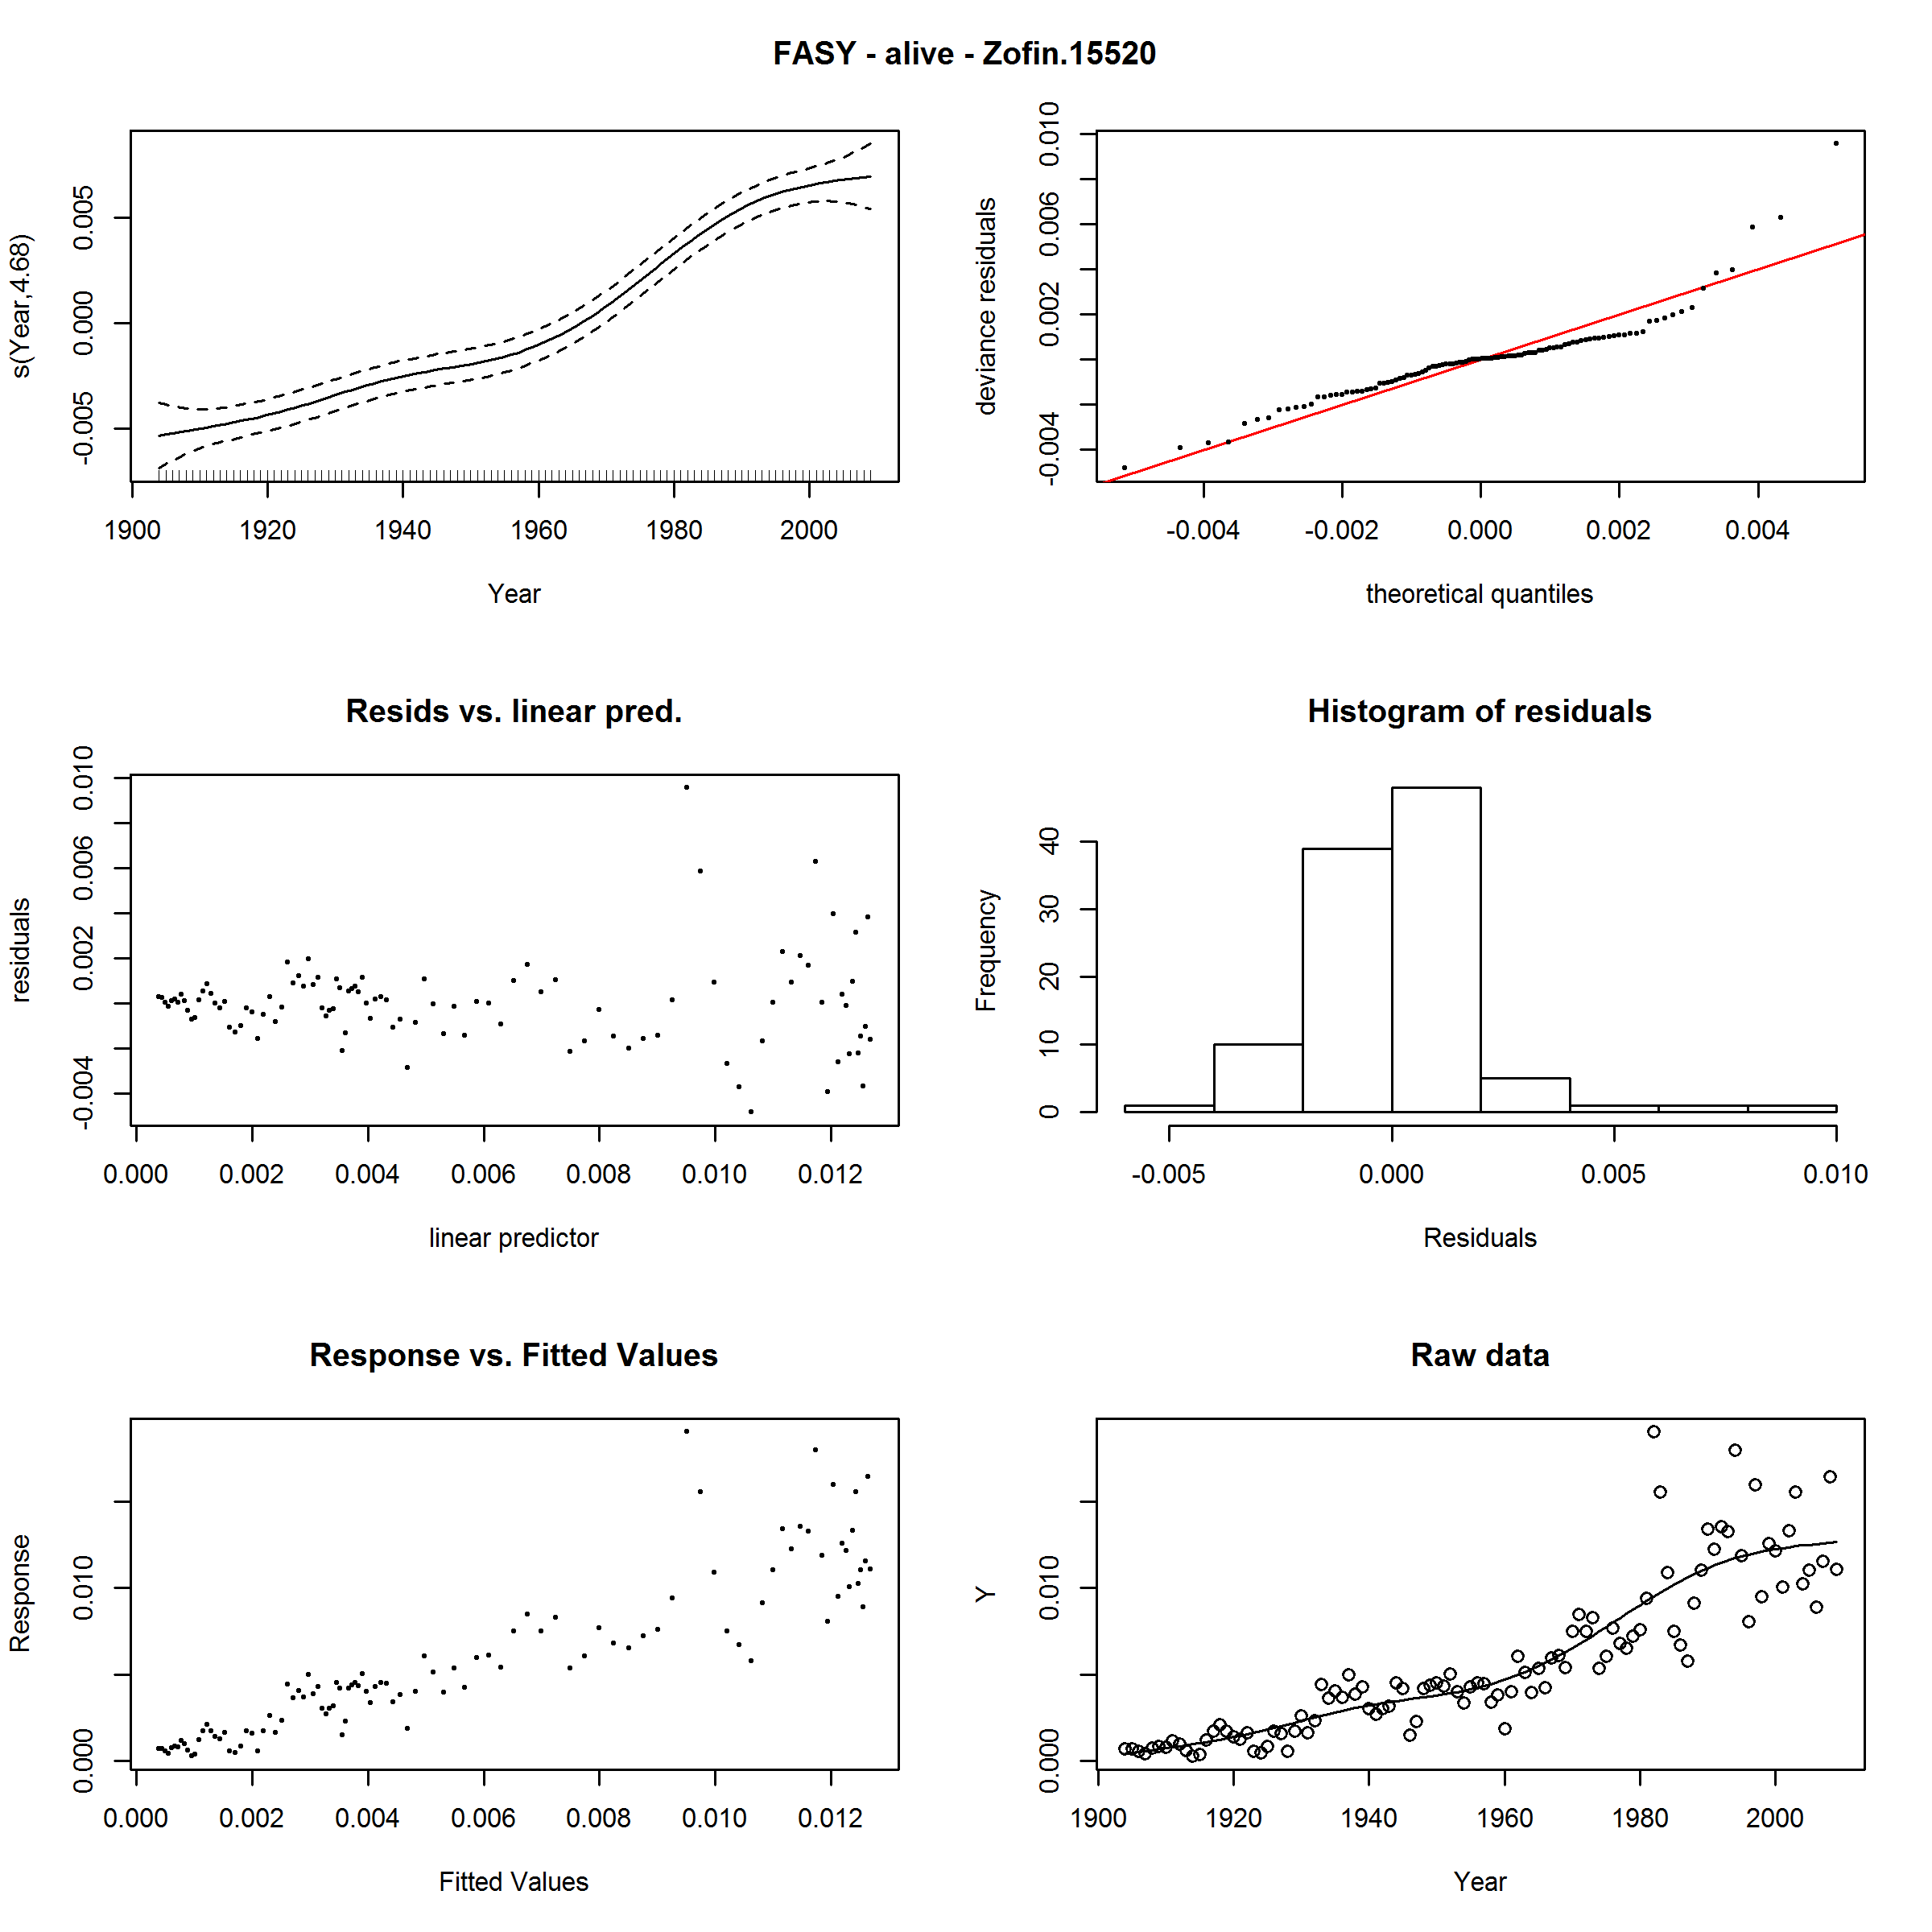 FASY - alive - Zofin.15520
s(Year,4.68)
-0.005 0.000 0.005
1900 1920 1940 1960 1980 2000
Year
deviance residuals
-0.004 0.002 0.006 0.010
-0.004 -0.002 0.000 0.002 0.004
theoretical quantiles
Resids vs. linear pred.
residuals
-0.004 0.002 0.006 0.010
0.000 0.002 0.004 0.006 0.008 0.010 0.012
linear predictor
Histogram of residuals
Frequency
0 10 20 30 40
-0.005 0.000 0.005 0.010
Residuals
Response vs. Fitted Values
Response
0.000 0.010
0.000 0.002 0.004 0.006 0.008 0.010 0.012
Fitted Values
Raw data
Y
0.000 0.010
1900 1920 1940 1960 1980 2000
Year